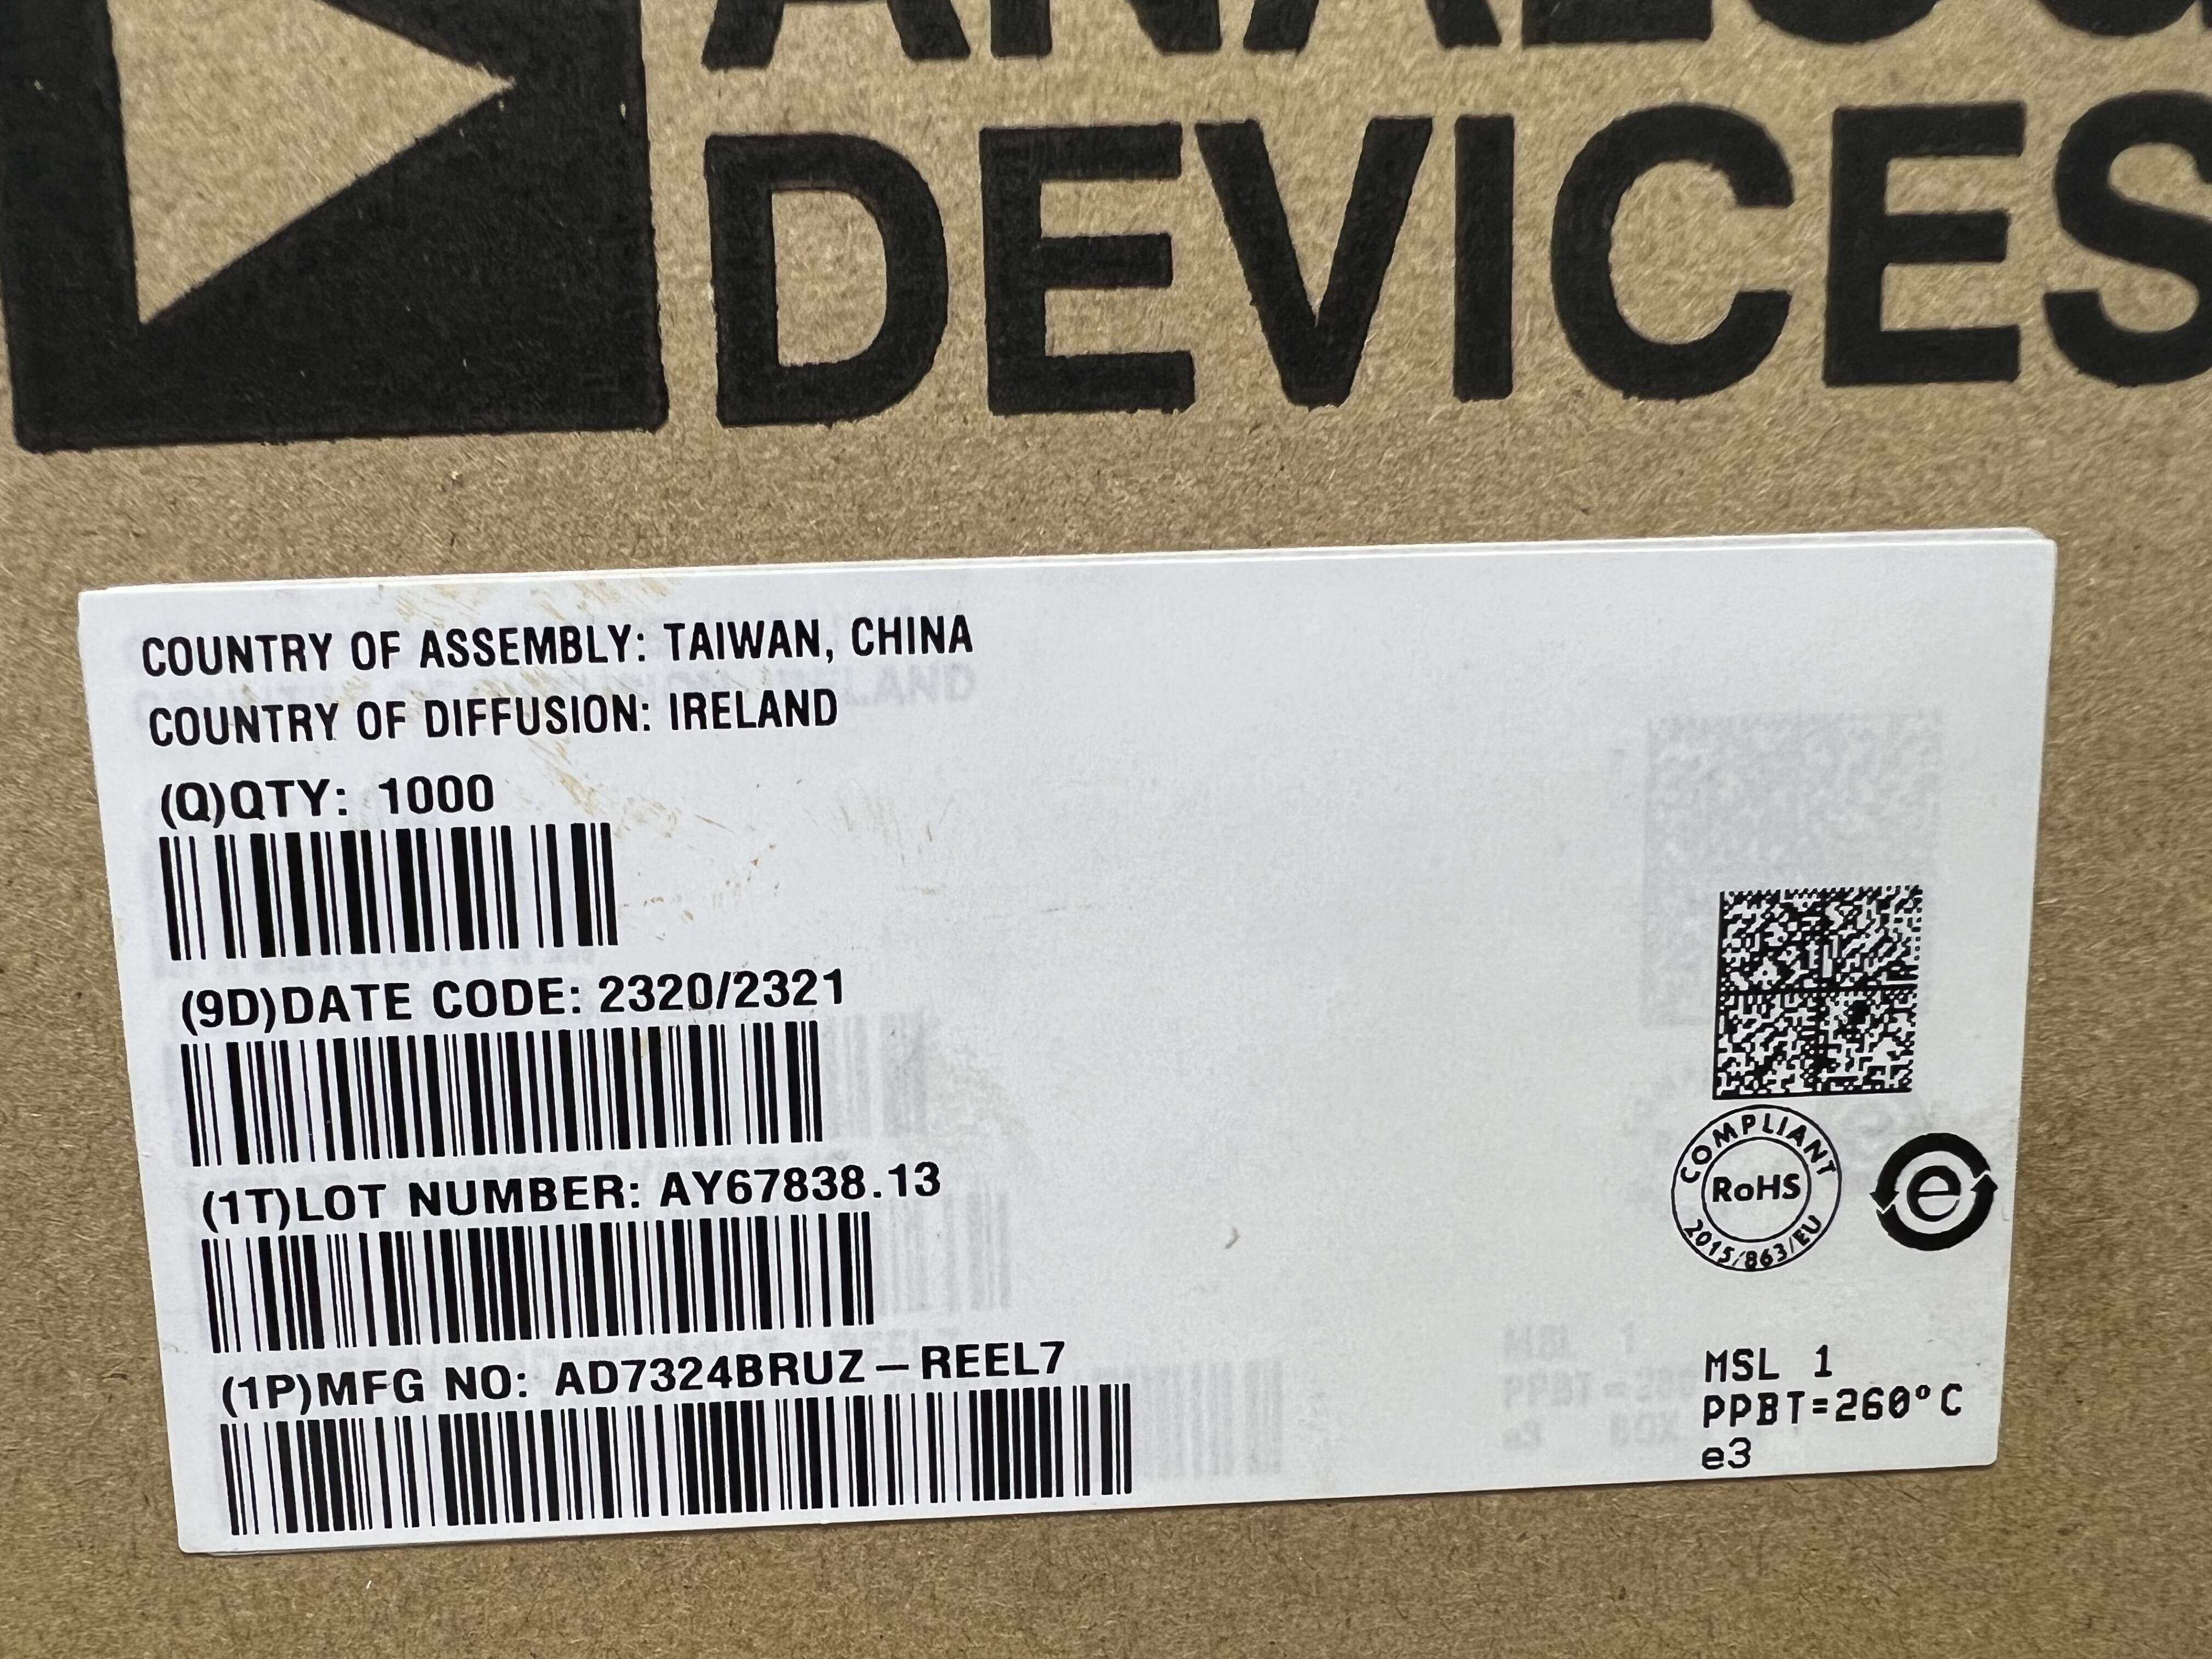 ANALOG
DEVICES
COUNTRY OF ASSEMBLY: TAIWAN, CHINA
COUNTRY OF DIFFUSION: IRELAND
(Q)QTY: 1000
(9D)DATE CODE: 2320/2321
(1T)LOT NUMBER: AY67838.13
(1P)MFG NO: AD7324BRUZ-REEL7
COMPLIANT
RoHS
2015/863/EU
e
MSL 1
PPBT=260°C
e3